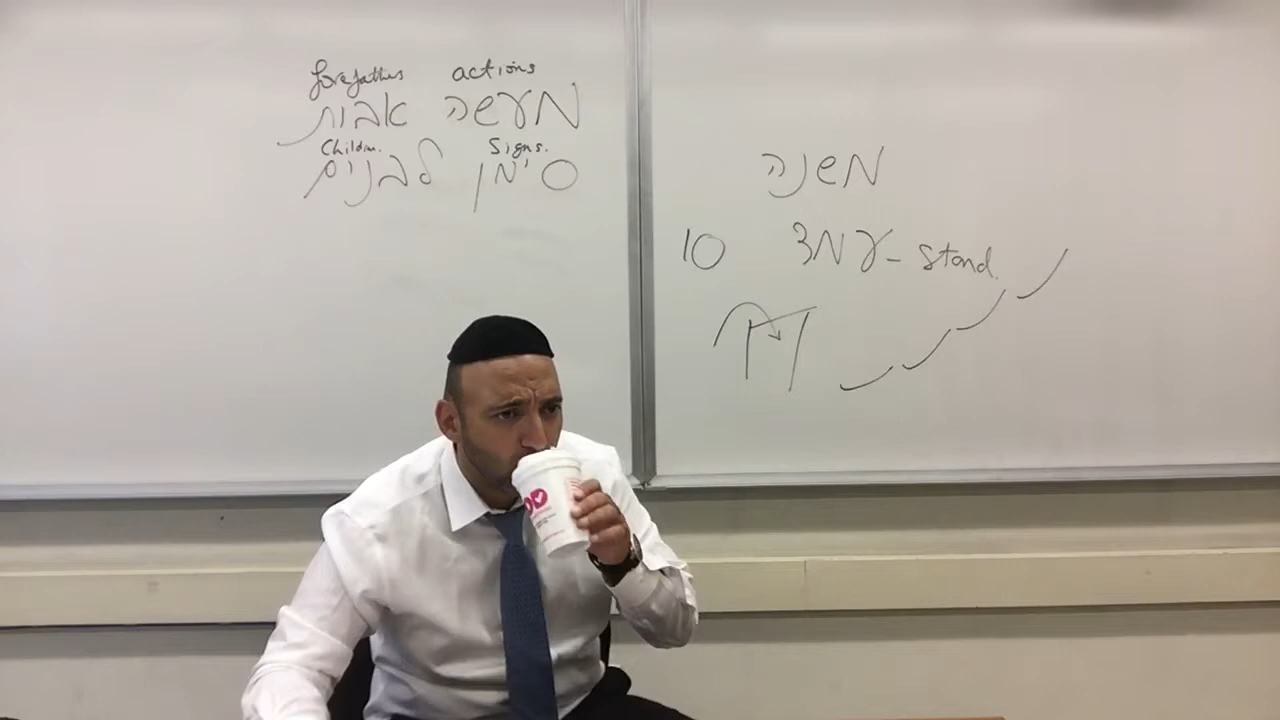 forefathers actions
מעשה אבות
Children. Signs.
סימן לבנים
משנה
10 עמד - stand.